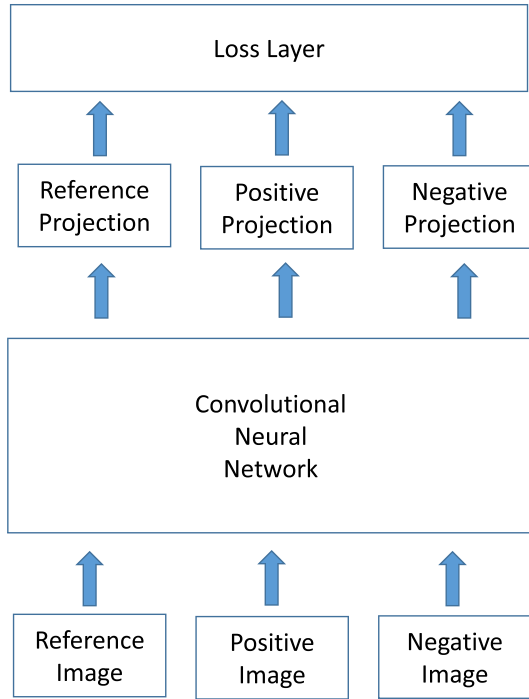 Loss Layer
Reference
Projection
Positive
Projection
Negative
Projection
Convolutional
Neural
Network
Reference
Image
Positive
Image
Negative
Image